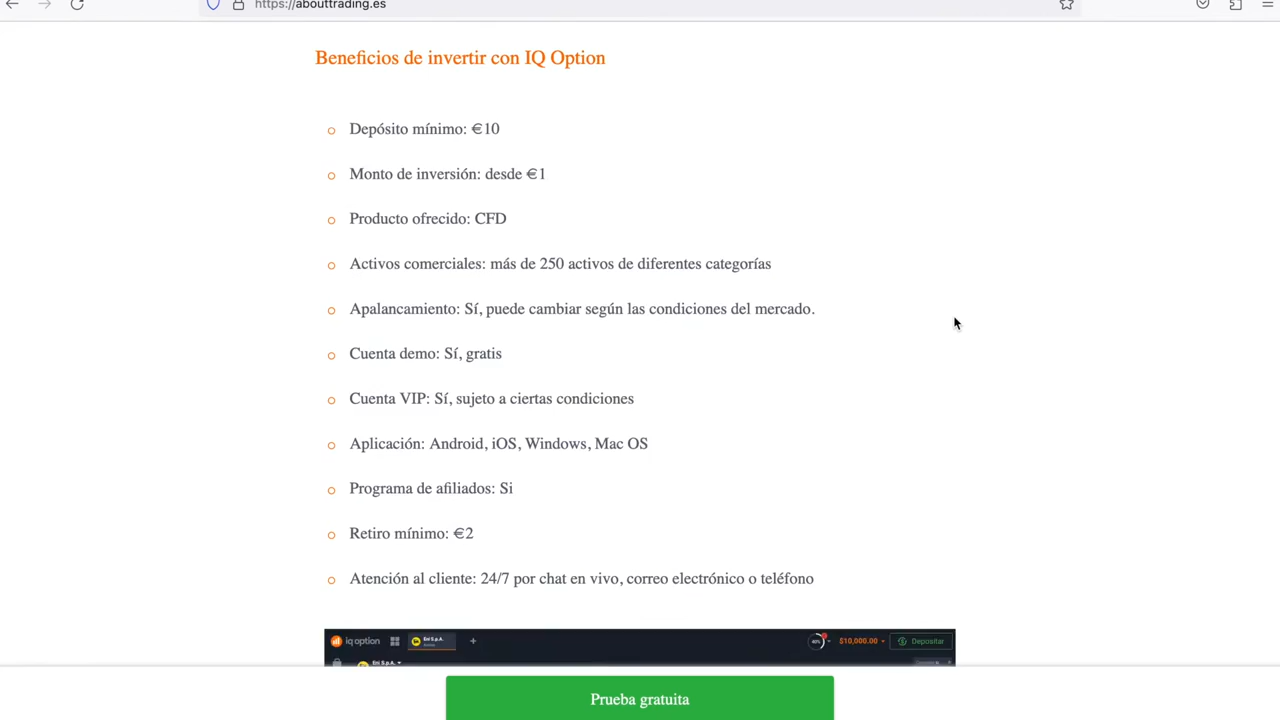 https://abouttrading.es
Beneficios de invertir con IQ Option
Depósito mínimo: €10
Monto de inversión: desde €1
Producto ofrecido: CFD
Activos comerciales: más de 250 activos de diferentes categorías
Apalancamiento: Sí, puede cambiar según las condiciones del mercado.
Cuenta demo: Sí, gratis
Cuenta VIP: Sí, sujeto a ciertas condiciones
Aplicación: Android, iOS, Windows, Mac OS
Programa de afiliados: Si
Retiro mínimo: €2
Atención al cliente: 24/7 por chat en vivo, correo electrónico o teléfono
iq option Eni S.p.A. + $10,000.00 Depositar
Eni S.p.A.
Prueba gratuita